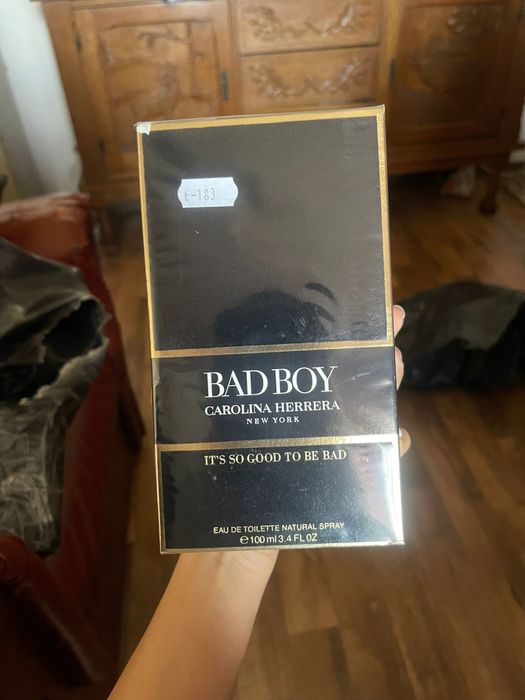 €-183
BAD BOY
CAROLINA HERRERA
NEW YORK
IT'S SO GOOD TO BE BAD
EAU DE TOILETTE NATURAL SPRAY
℮100 ml 3.4 FL OZ